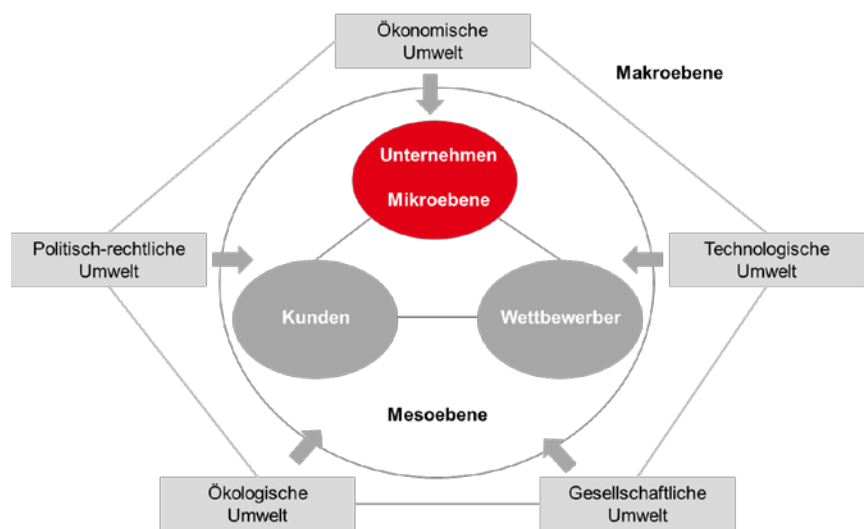 Ökonomische
Umwelt
Makroebene
Unternehmen
Mikroebene
Politisch-rechtliche
Umwelt
Technologische
Umwelt
Kunden
Wettbewerber
Mesoebene
Ökologische
Umwelt
Gesellschaftliche
Umwelt